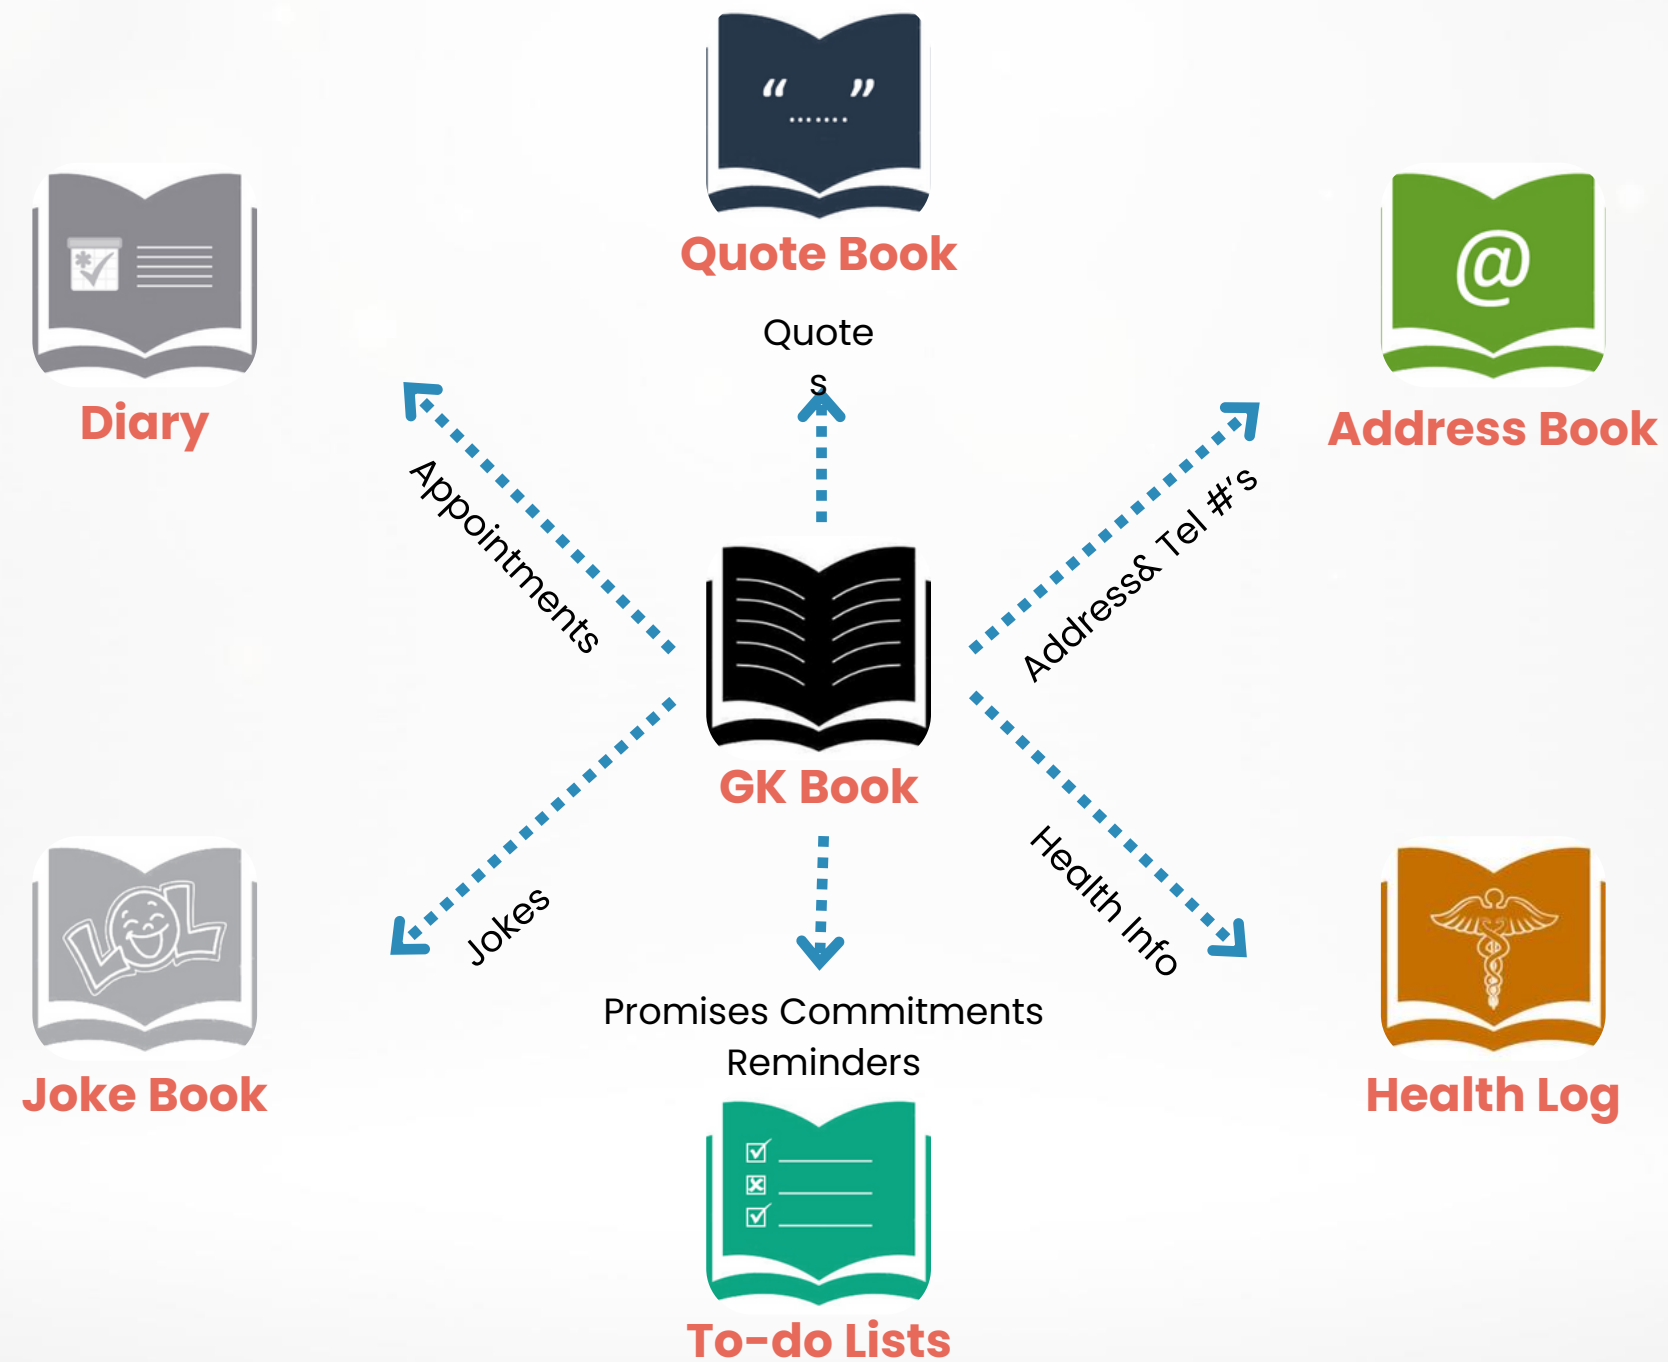 “ ”
.......
Quote Book
Quote
s
Diary
@
Address Book
Appointments
Address& Tel #'s
GK Book
Jokes
Health Info
LOL
Joke Book
Health Log
Promises Commitments
Reminders
To-do Lists